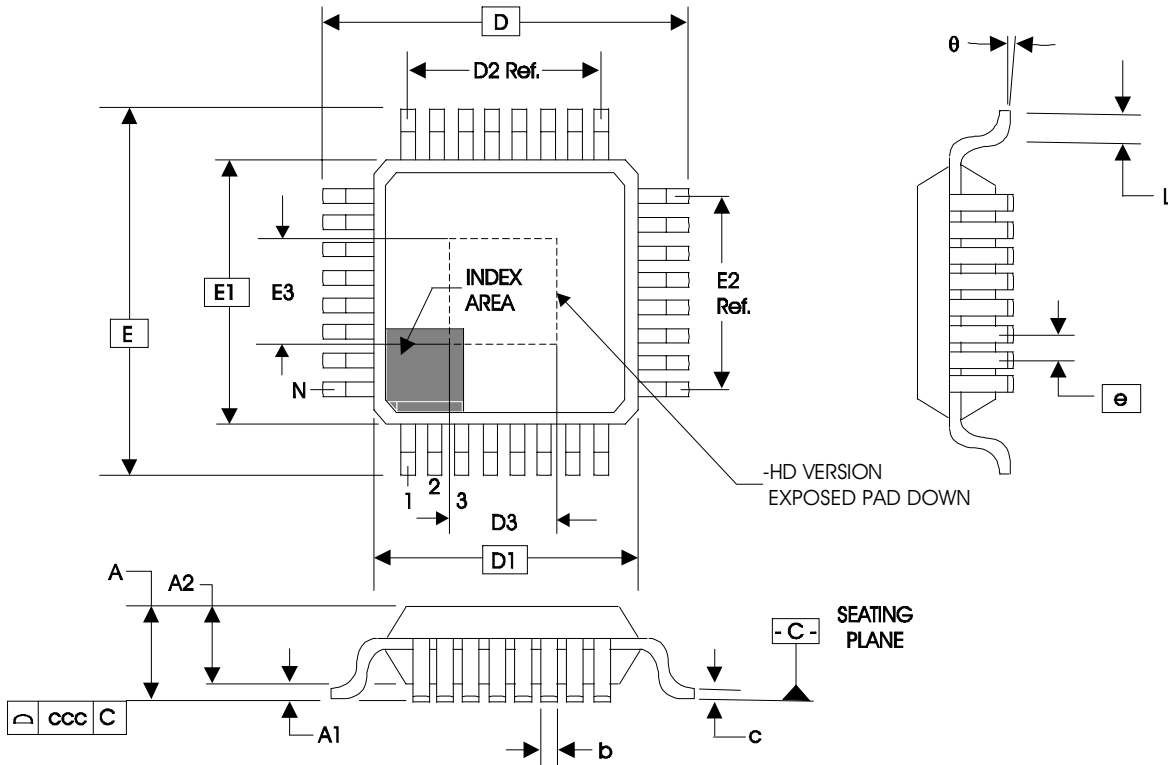 D
D2 Ref.
θ
L
INDEX
AREA
E1
E3
E
E2
Ref.
N
e
1
2
3
-HD VERSION
EXPOSED PAD DOWN
D3
D1
A
A2
SEATING
PLANE
- C -
ccc C
A1
b
c